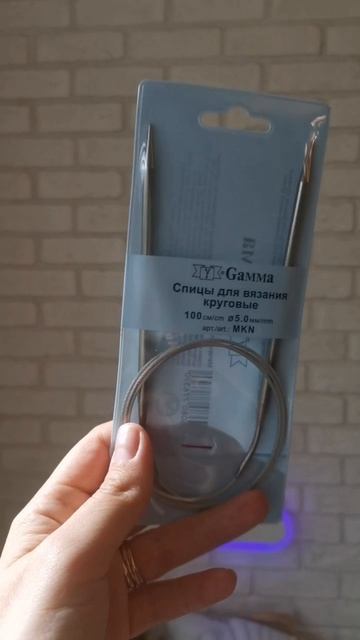 Gamma
Спицы для вязания
круговые
100 см/cm ø5.0 мм/mm
арт./art.: MKN